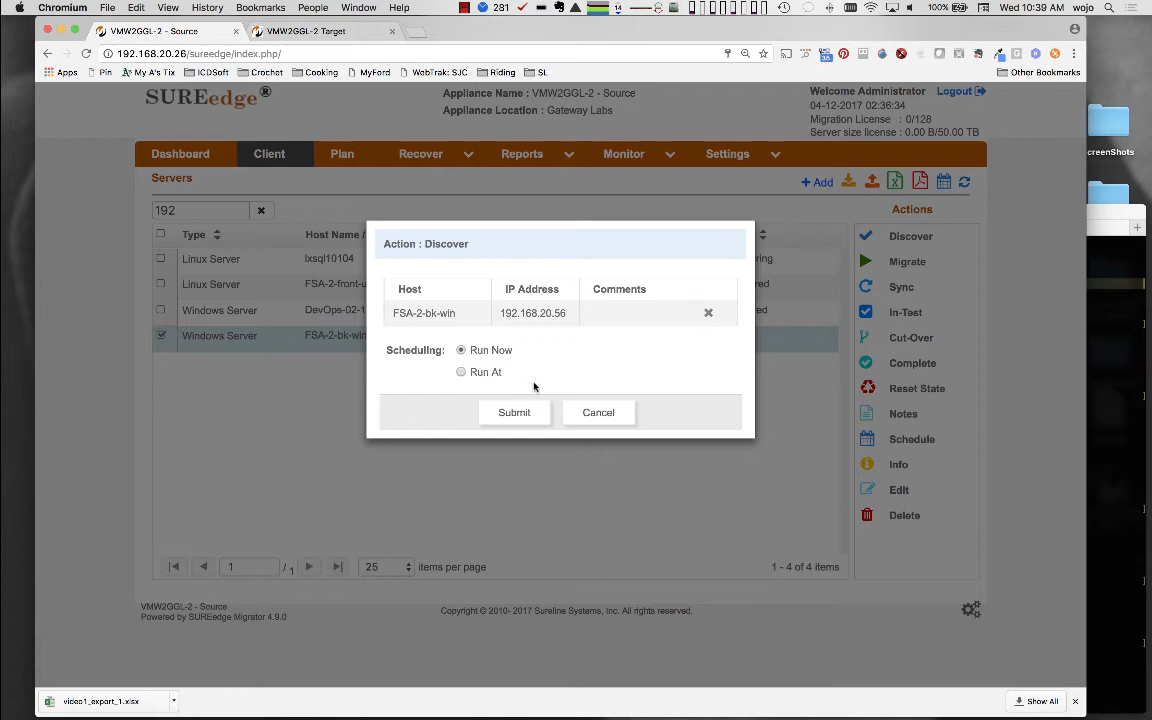 Chromium File Edit View History Bookmarks People Window Help 281 14 100% Wed 10:39 AM wojo
VMW2GGL-2 - Source × VMW2GGL-2 Target ×
192.168.20.26/sureedge/index.php/
Apps Pin My A's Tix ICDSoft Crochet Cooking MyFord WebTrak: SJC Riding SL Other Bookmarks
SUREedge®
Appliance Name : VMW2GGL-2 - Source
Appliance Location : Gateway Labs
Welcome Administrator Logout
04-12-2017 02:36:34
Migration License : 0/128
Server size license : 0.00 B/50.00 TB
Dashboard Client Plan Recover Reports Monitor Settings
Servers
+ Add
192
Actions
Type Host Name /
Linux Server lxsql10104
Linux Server FSA-2-front-u
Windows Server DevOps-02-1
Windows Server FSA-2-bk-win
Action : Discover
Host IP Address Comments
FSA-2-bk-win 192.168.20.56
Scheduling: Run Now
Run At
Submit Cancel
Discover
Migrate
Sync
In-Test
Cut-Over
Complete
Reset State
Notes
Schedule
Info
Edit
Delete
1 / 1 25 items per page 1 - 4 of 4 items
VMW2GGL-2 - Source
Powered by SUREedge Migrator 4.9.0
Copyright © 2010- 2017 Sureline Systems, Inc. All rights reserved.
creenShots
video1_export_1.xlsx Show All